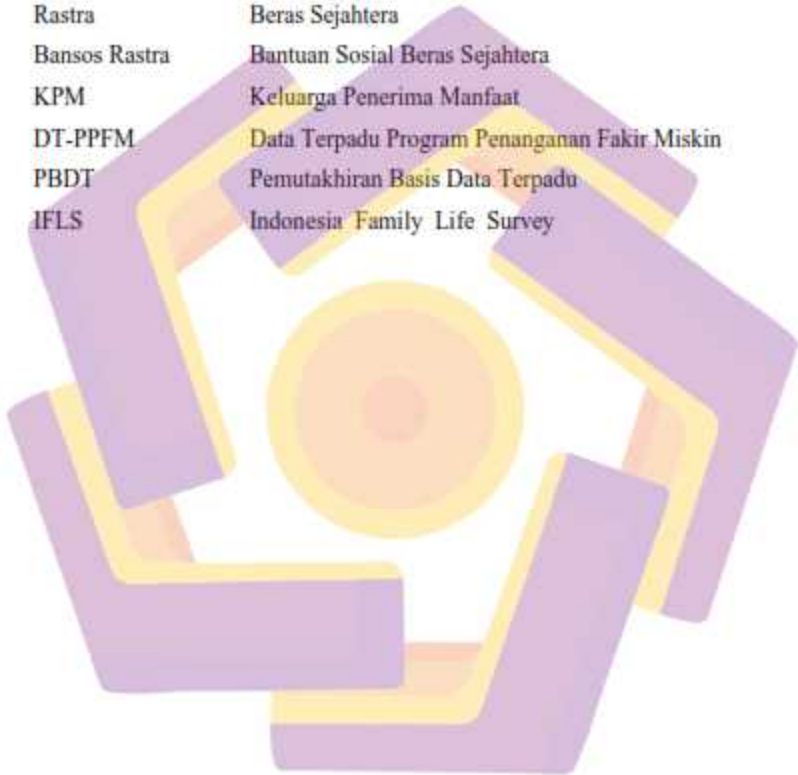 Rastra Beras Sejahtera
Bansos Rastra Bantuan Sosial Beras Sejahtera
KPM Keluarga Penerima Manfaat
DT-PPFM Data Terpadu Program Penanganan Fakir Miskin
PBDT Pemutakhiran Basis Data Terpadu
IFLS Indonesia Family Life Survey